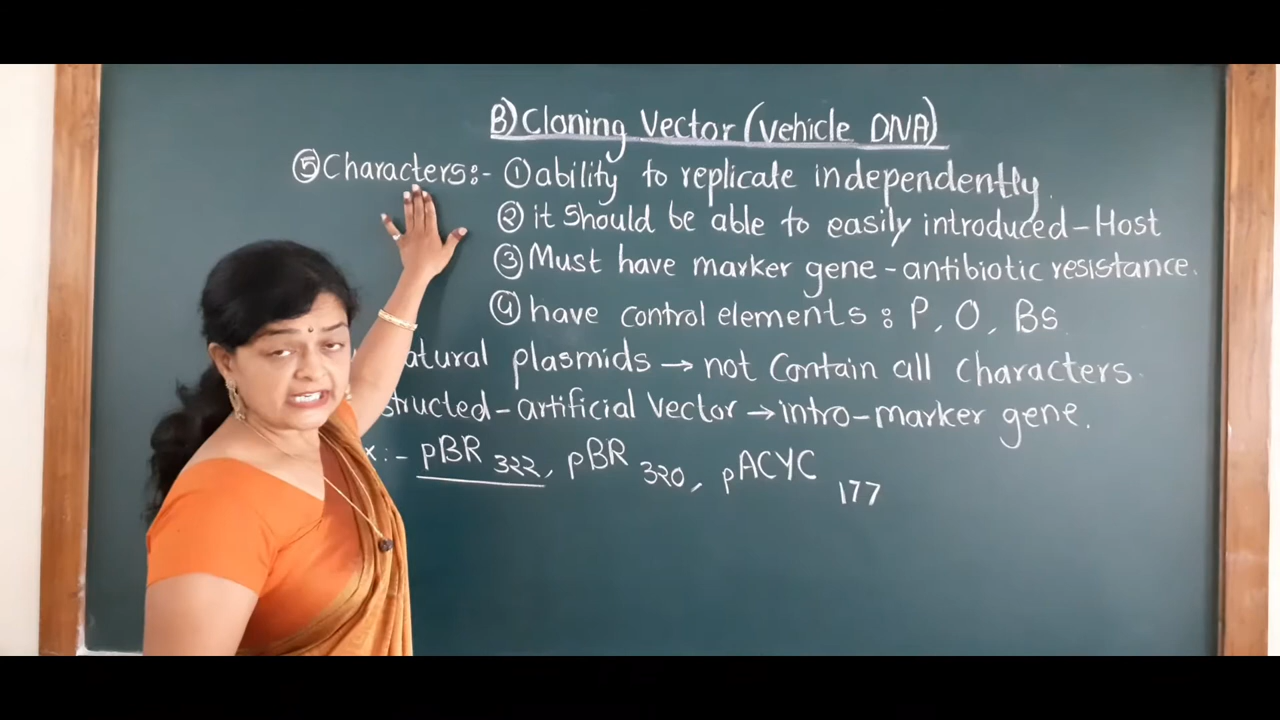 B) Cloning Vector (Vehicle DNA)
⑤ Characters:- ① ability to replicate independently.
② it Should be able to easily introduced - Host
③ Must have marker gene - antibiotic resistance.
④ have control elements : P, O, Bs
atural plasmids → not Contain all characters.
structed - artificial Vector → intro - marker gene.
x:- pBR 322, pBR 320, pACYC 177